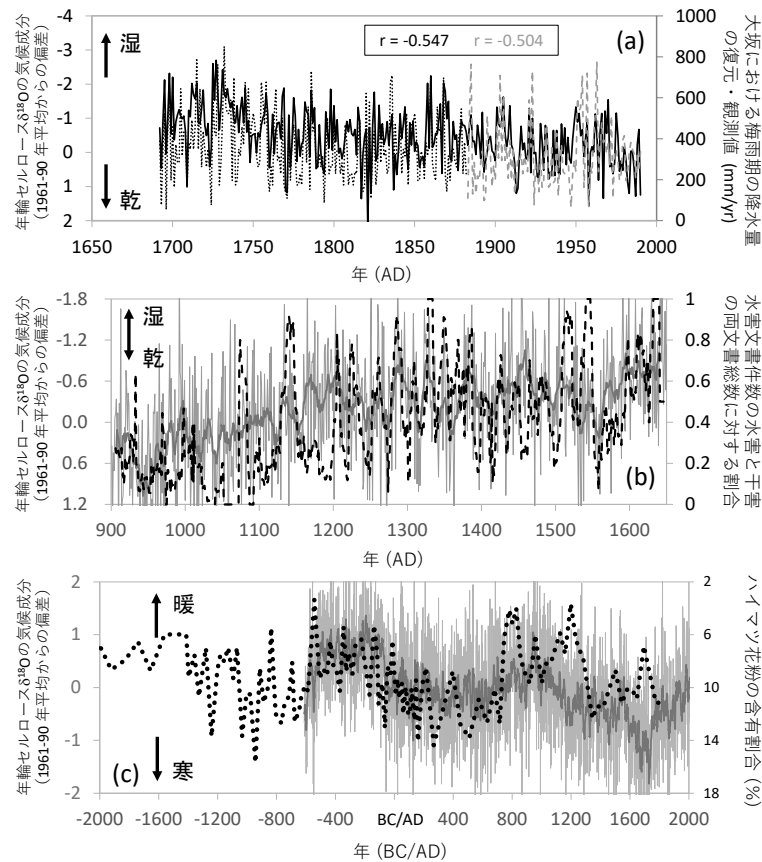 (a)
r = -0.547 r = -0.504
年輪セルロースδ¹⁸Oの気候成分
(1961-90 年平均からの偏差)
-4
-3
-2
-1
0
1
2
湿
乾
1000
800
600
400
200
0
大坂における梅雨期の降水量
の復元・観測値 (mm/yr)
1650 1700 1750 1800 1850 1900 1950 2000
年 (AD)
年輪セルロースδ¹⁸Oの気候成分
(1961-90 年平均からの偏差)
-1.8
-1.2
-0.6
0.0
0.6
1.2
湿
乾
(b)
1
0.8
0.6
0.4
0.2
0
水害文書件数の水害と干害
の両文書総数に対する割合
900 1000 1100 1200 1300 1400 1500 1600
年 (AD)
年輪セルロースδ¹⁸Oの気候成分
(1961-90 年平均からの偏差)
2
1
0
-1
-2
暖
寒
(c)
2
6
10
14
18
ハイマツ花粉の含有割合 (%)
-2000 -1600 -1200 -800 -400 BC/AD 400 800 1200 1600 2000
年 (BC/AD)